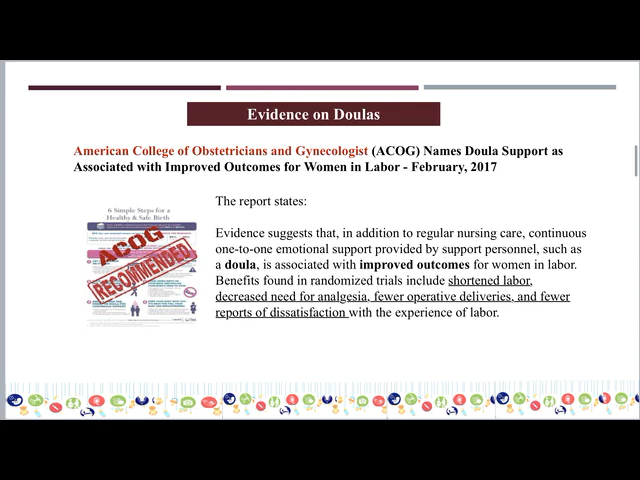 Evidence on Doulas
American College of Obstetricians and Gynecologist (ACOG) Names Doula Support as
Associated with Improved Outcomes for Women in Labor - February, 2017
6 Simple Steps for a
Healthy & Safe Birth
ACOG
RECOMMENDED
The report states:
Evidence suggests that, in addition to regular nursing care, continuous
one-to-one emotional support provided by support personnel, such as
a doula, is associated with improved outcomes for women in labor.
Benefits found in randomized trials include shortened labor,
decreased need for analgesia, fewer operative deliveries, and fewer
reports of dissatisfaction with the experience of labor.